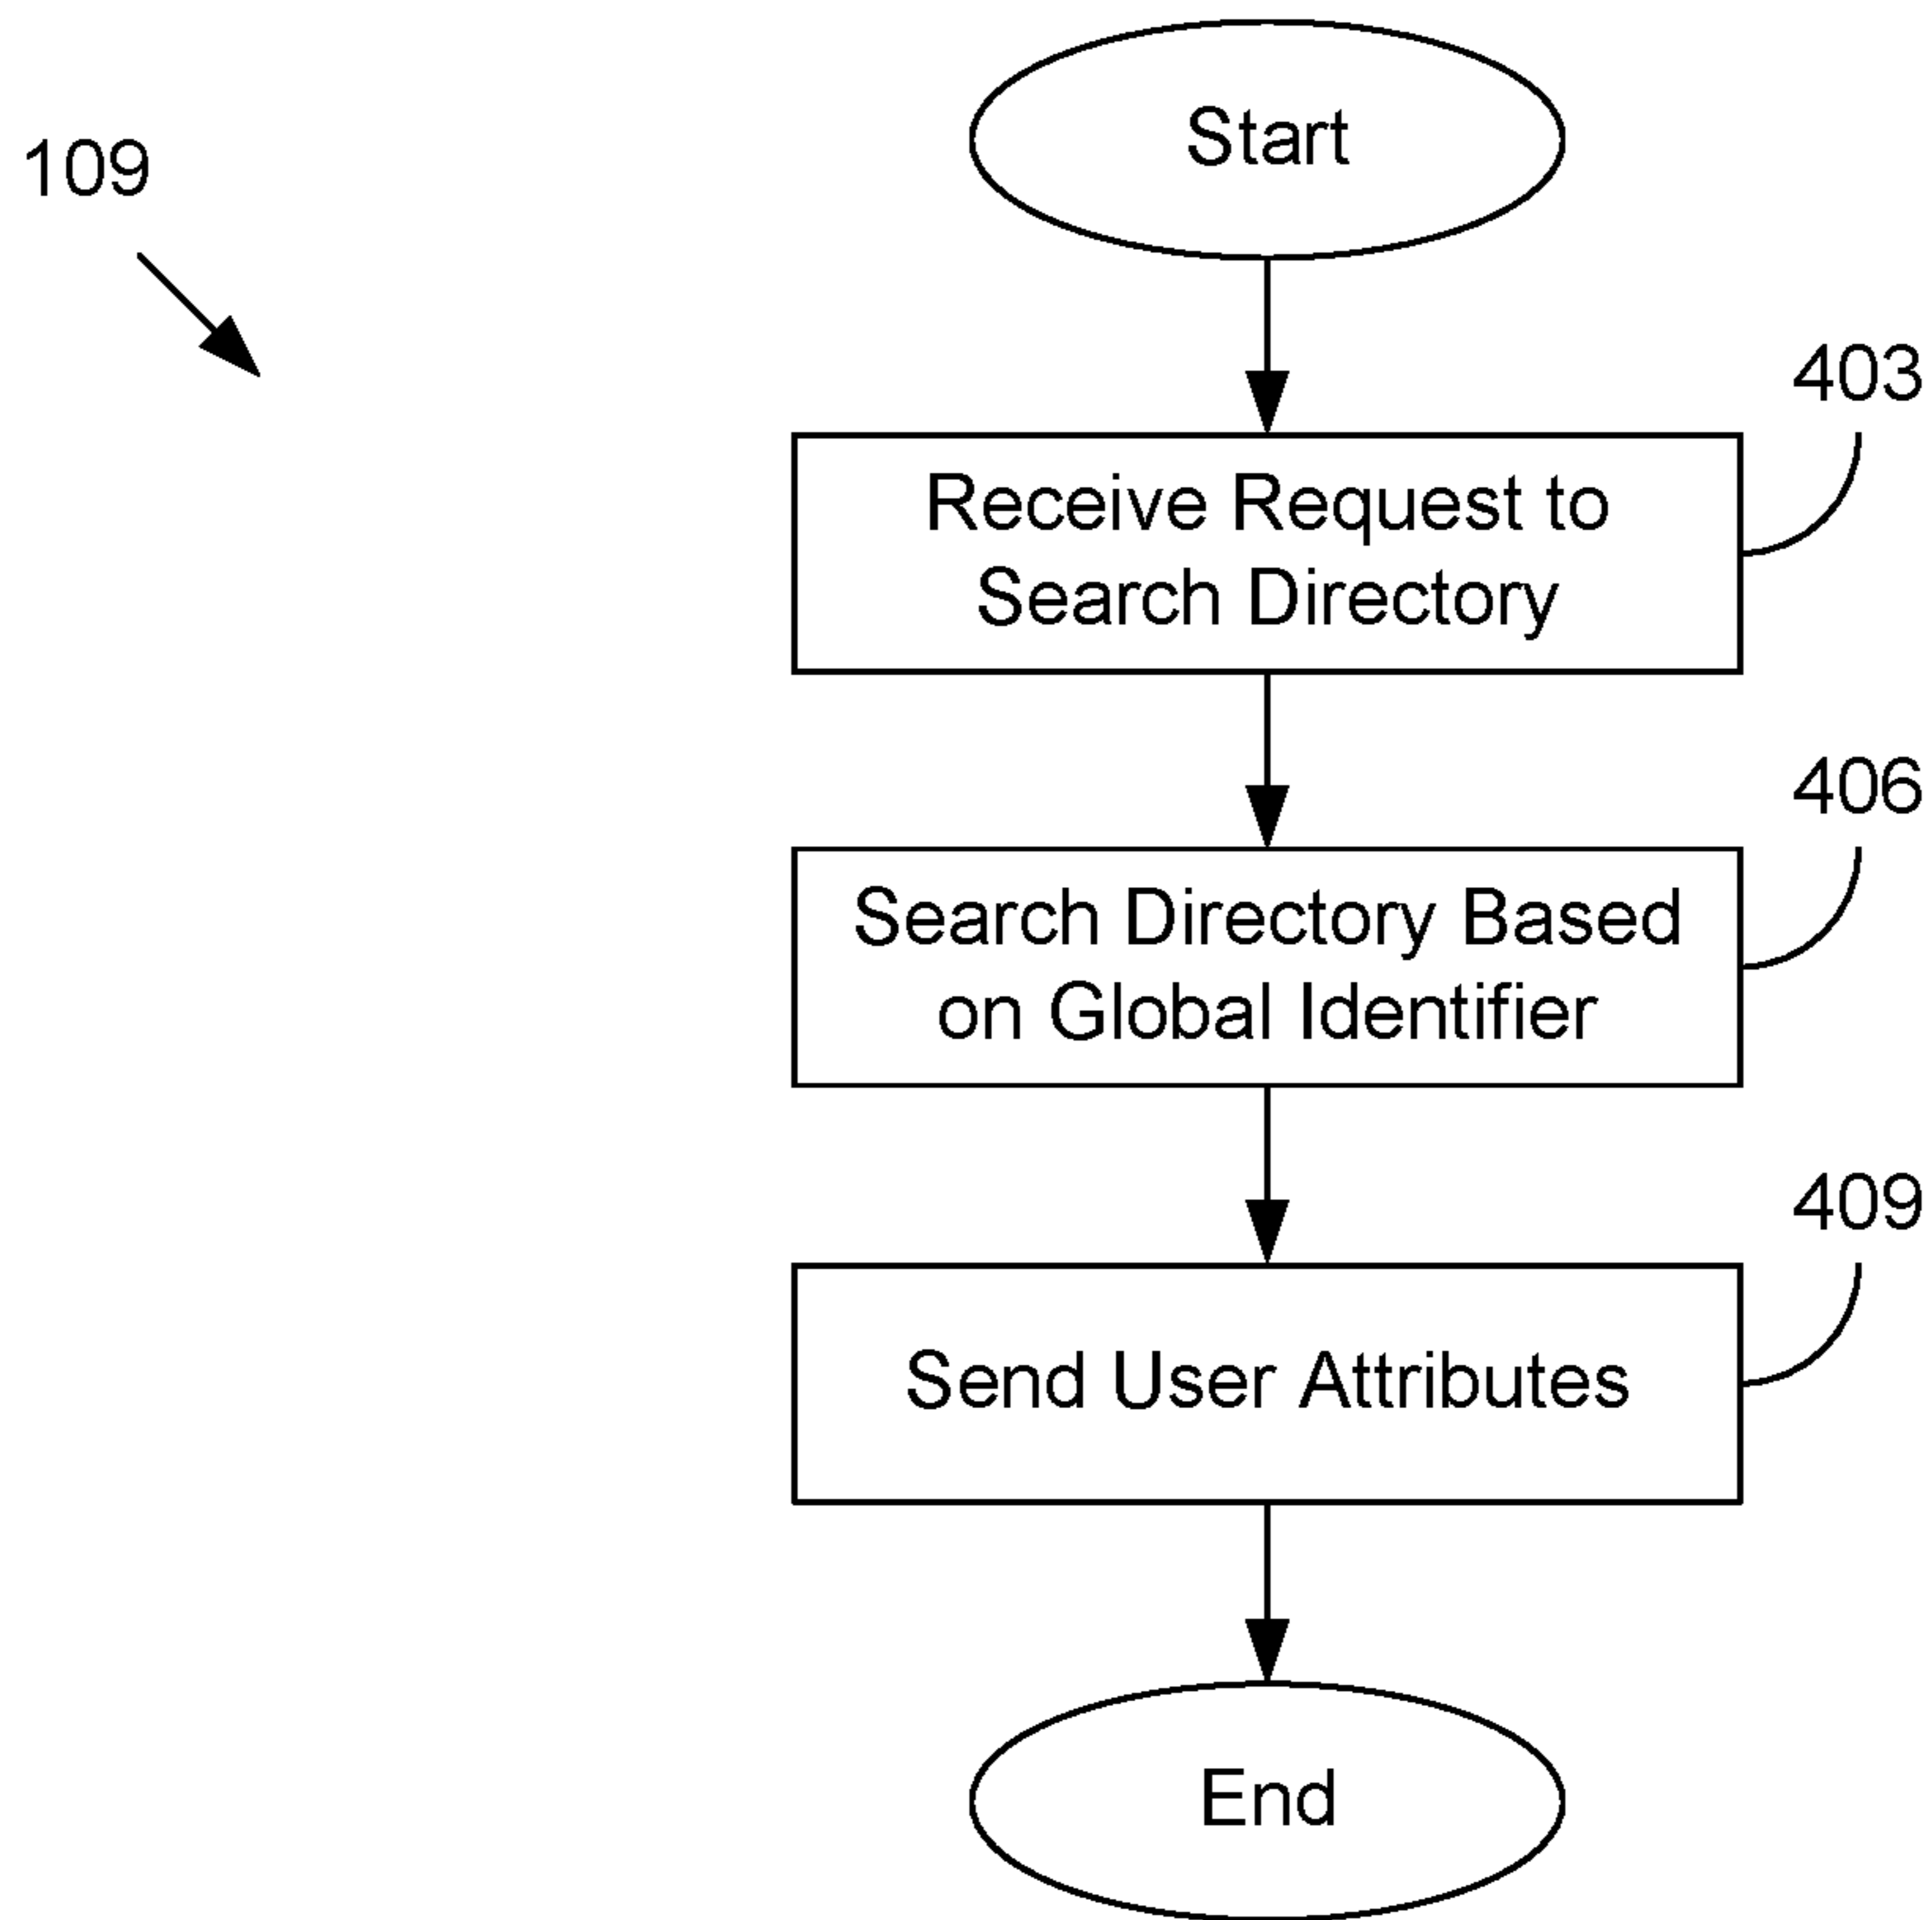 Start
109
403
Receive Request to
Search Directory
406
Search Directory Based
on Global Identifier
409
Send User Attributes
End